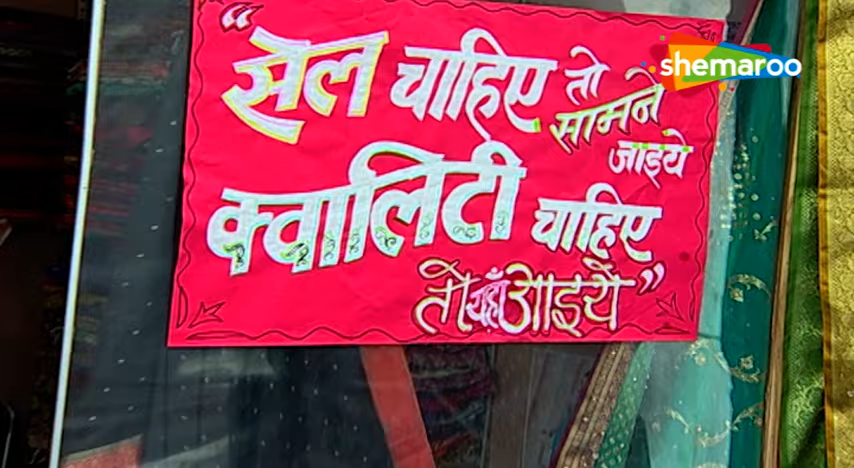 “सेल चाहिए तो
सामने
जाइये
क्वालिटी चाहिए
तो यहाँ आइये”
shemaroo